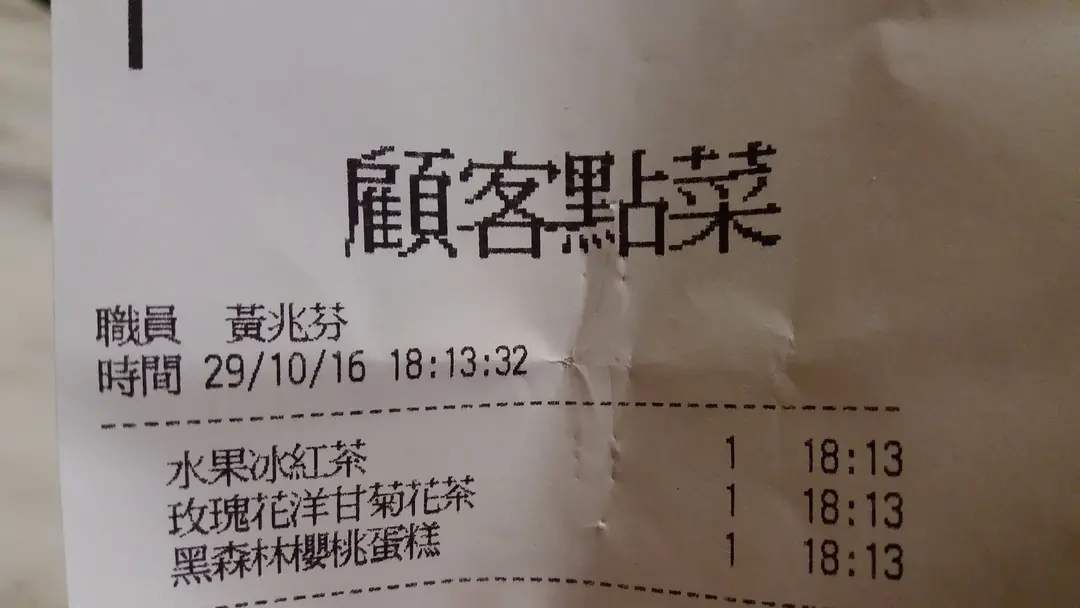 顧客點菜
職員 黃兆芬
時間 29/10/16 18:13:32
水果冰紅茶 1 18:13
玫瑰花洋甘菊花茶 1 18:13
黑森林櫻桃蛋糕 1 18:13